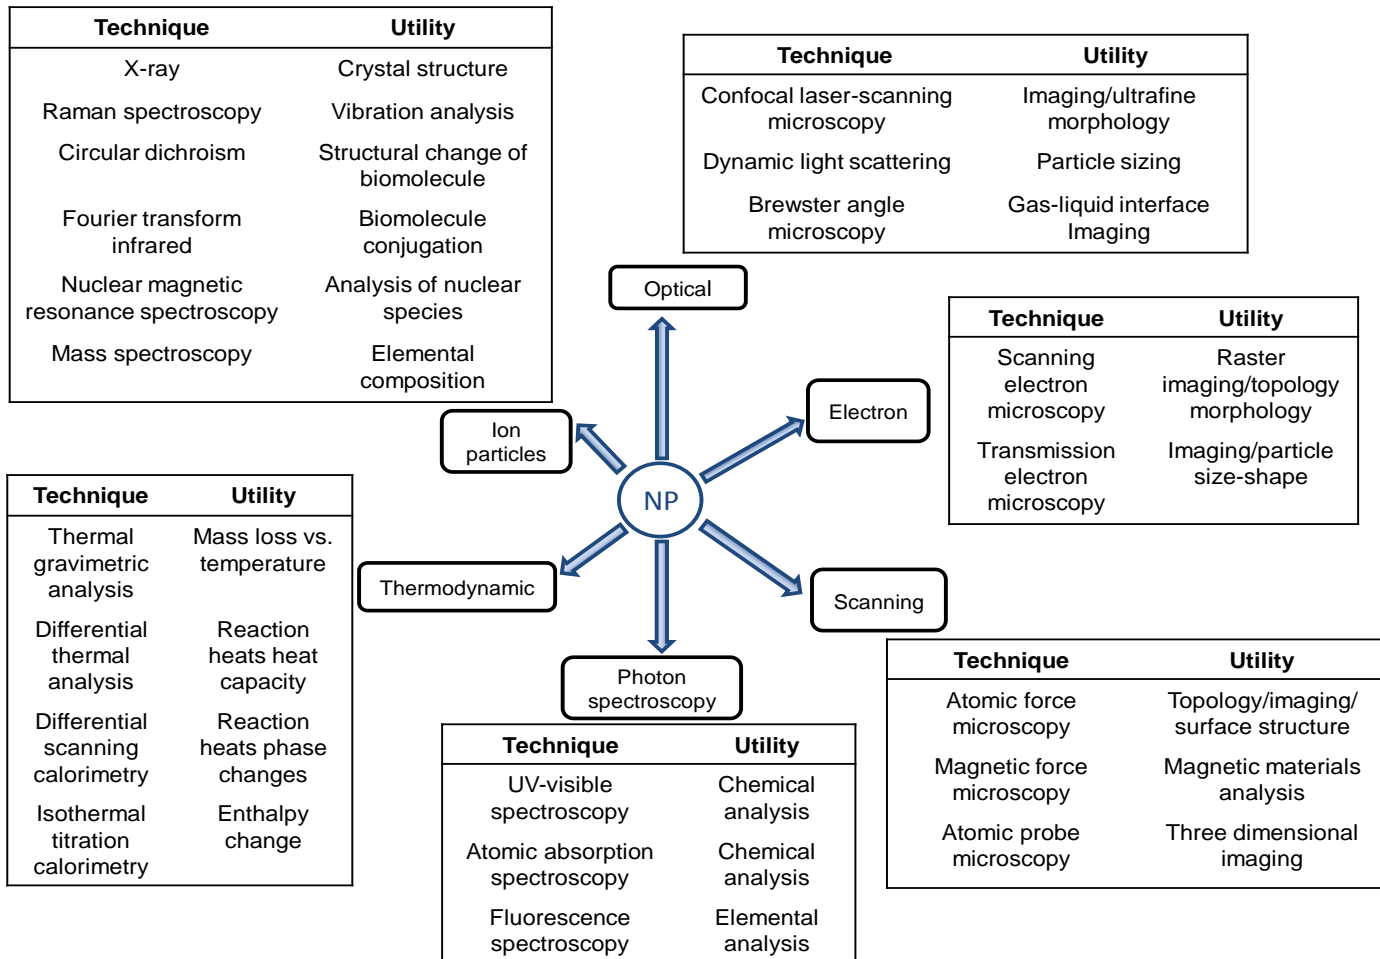 Technique Utility
X-ray Crystal structure
Raman spectroscopy Vibration analysis
Circular dichroism Structural change of
biomolecule
Fourier transform Biomolecule
infrared conjugation
Nuclear magnetic Analysis of nuclear
resonance spectroscopy species
Mass spectroscopy Elemental
composition
Technique Utility
Confocal laser-scanning Imaging/ultrafine
microscopy morphology
Dynamic light scattering Particle sizing
Brewster angle Gas-liquid interface
microscopy Imaging
Optical
Technique Utility
Scanning Raster
electron imaging/topology
microscopy morphology
Transmission Imaging/particle
electron size-shape
microscopy
Electron
Ion
particles
NP
Technique Utility
Thermal Mass loss vs.
gravimetric temperature
analysis
Differential Reaction
thermal heats heat
analysis capacity
Differential Reaction
scanning heats phase
calorimetry changes
Isothermal Enthalpy
titration change
calorimetry
Thermodynamic
Scanning
Photon
spectroscopy
Technique Utility
Atomic force Topology/imaging/
microscopy surface structure
Magnetic force Magnetic materials
microscopy analysis
Atomic probe Three dimensional
microscopy imaging
Technique Utility
UV-visible Chemical
spectroscopy analysis
Atomic absorption Chemical
spectroscopy analysis
Fluorescence Elemental
spectroscopy analysis